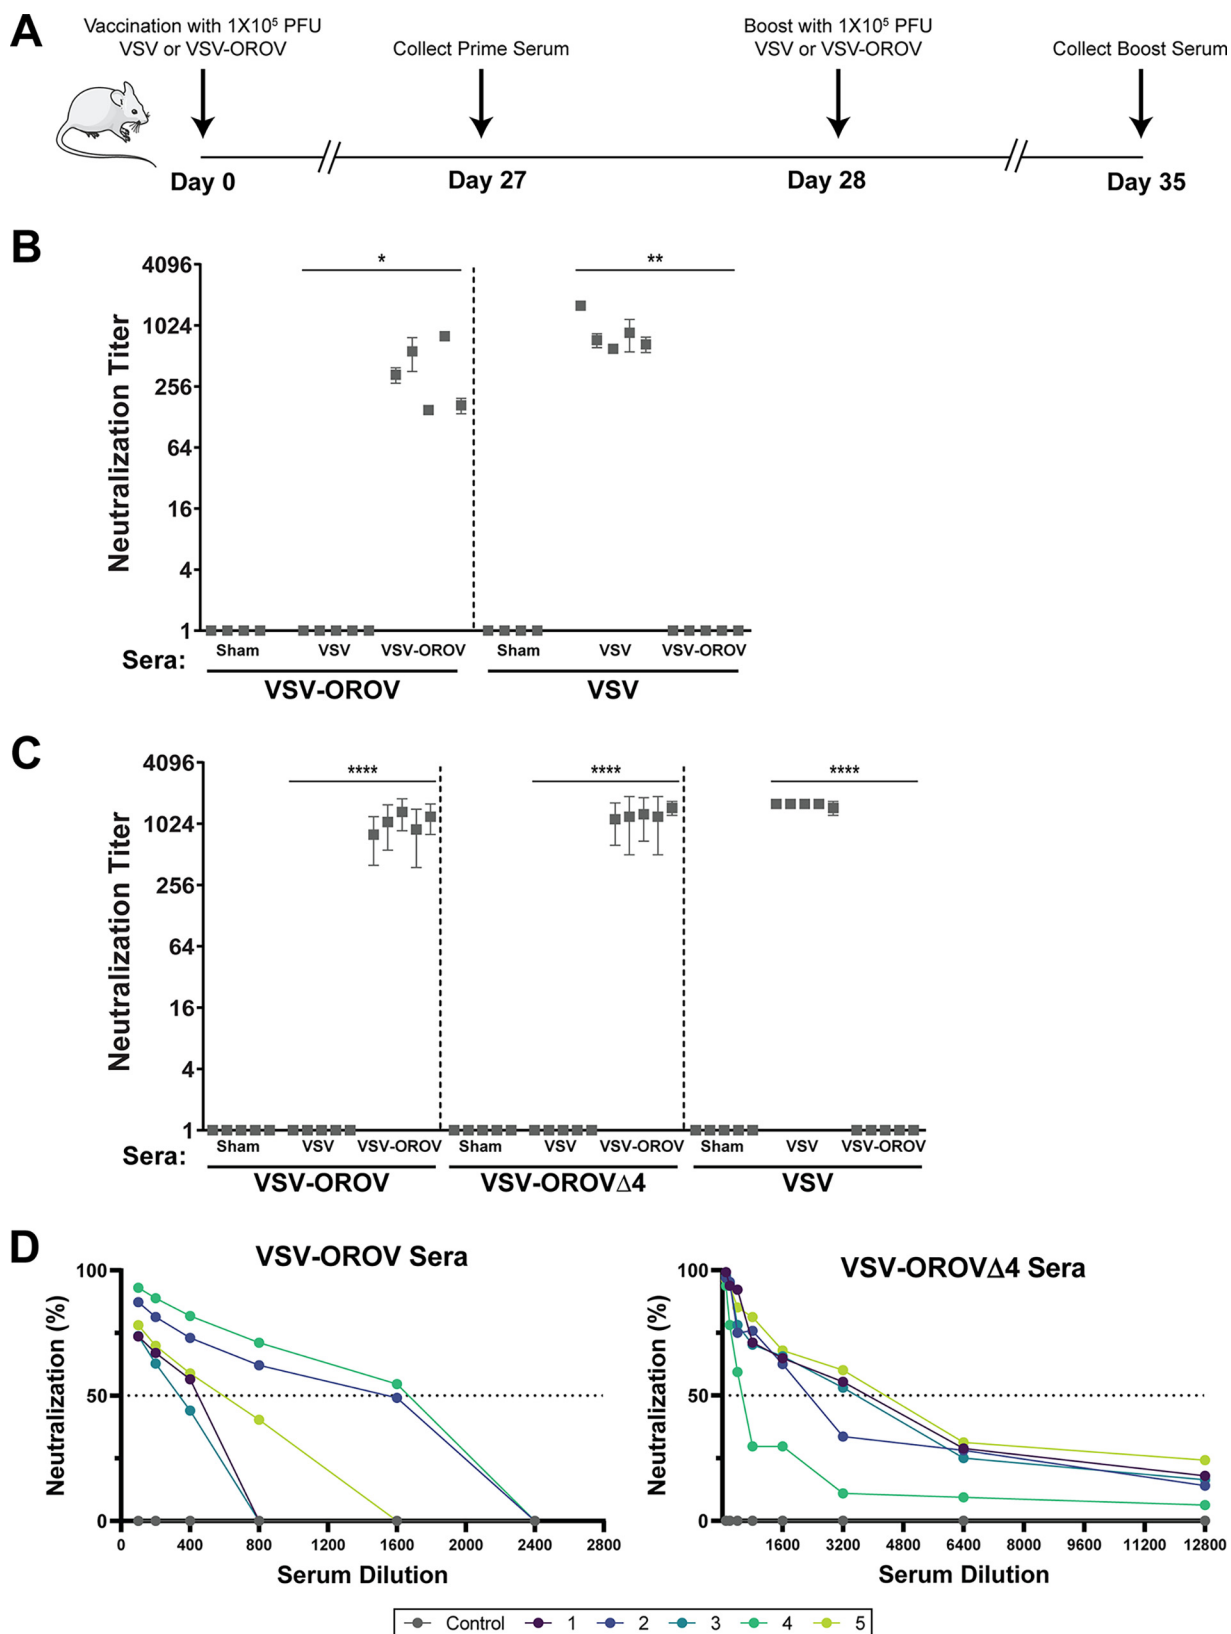 A
Vaccination with 1X10⁵ PFU
VSV or VSV-OROV
Collect Prime Serum
Boost with 1X10⁵ PFU
VSV or VSV-OROV
Collect Boost Serum
Day 0
Day 27
Day 28
Day 35
B
Neutralization Titer
4096
1024
256
64
16
4
1
*
**
Sera:
Sham
VSV
VSV-OROV
Sham
VSV
VSV-OROV
VSV-OROV
VSV
C
Neutralization Titer
4096
1024
256
64
16
4
1
****
****
****
Sera:
Sham
VSV
VSV-OROV
Sham
VSV
VSV-OROV
Sham
VSV
VSV-OROV
VSV-OROV
VSV-OROVΔ4
VSV
D
VSV-OROV Sera
Neutralization (%)
100
50
0
0 400 800 1200 1600 2000 2400 2800
Serum Dilution
VSV-OROVΔ4 Sera
Neutralization (%)
100
50
0
1600 3200 4800 6400 8000 9600 11200 12800
Serum Dilution
Control 1 2 3 4 5